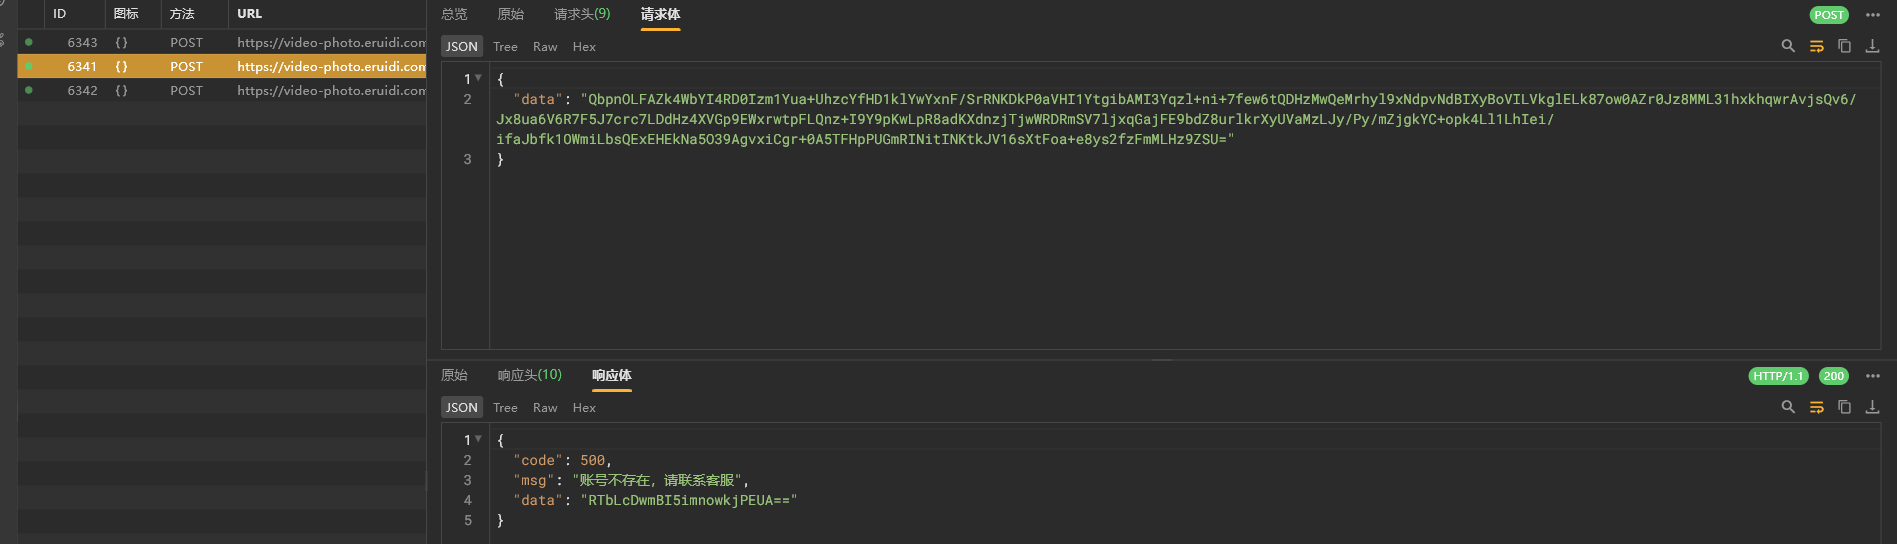 ID 图标 方法 URL
6343 {} POST https://video-photo.eruidi.com
6341 {} POST https://video-photo.eruidi.com
6342 {} POST https://video-photo.eruidi.com
总览 原始 请求头(9) 请求体 POST
JSON Tree Raw Hex
1 {
2 "data": "QbpnOLFAZk4WbYI4RD0Izm1Yua+UhzcYfHD1klYwYxnF/SrRNKDkP0aVHI1YtgibAMI3Yqzl+ni+7few6tQDHzMwQeMrhyl9xNdpvNdBIXyBoVILVkglELk87ow0AZr0Jz8MML31hxkhqwrAvjsQv6/
Jx8ua6V6R7F5J7crc7LDdHz4XVGp9EWxrwtpFLQnz+I9Y9pKwLpR8adKXdnzjTjwWRDRmSV7ljxqGajFE9bdZ8urlkrXyUVaMzLJy/Py/mZjgkYC+opk4Ll1LhIei/
ifaJbfk1OWmiLbsQExEHEkNa5O39AgvxiCgr+0A5TFHpPUGmRINitINKtkJV16sXtFoa+e8ys2fzFmMLHz9ZSU="
3 }
原始 响应头(10) 响应体 HTTP/1.1 200
JSON Tree Raw Hex
1 {
2 "code": 500,
3 "msg": "账号不存在，请联系客服",
4 "data": "RTbLcDwmBI5imnowkjPEUA=="
5 }